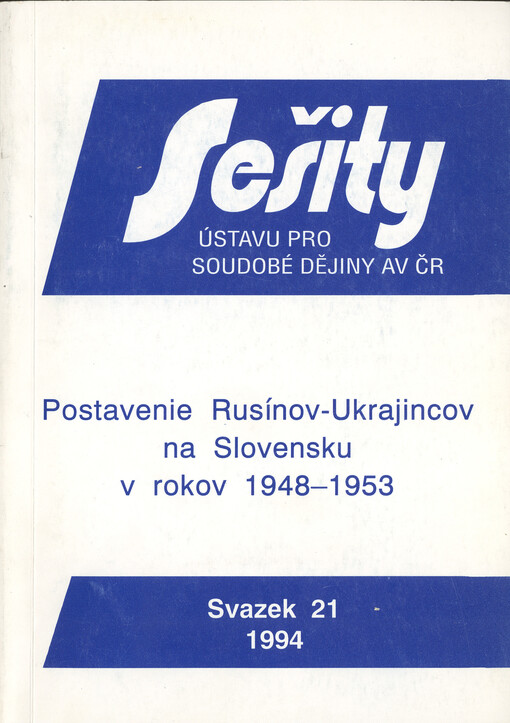 Sešity
ÚSTAVU PRO
SOUDOBÉ DĚJINY AV ČR
Postavenie Rusínov-Ukrajincov
na Slovensku
v rokov 1948–1953
Svazek 21
1994